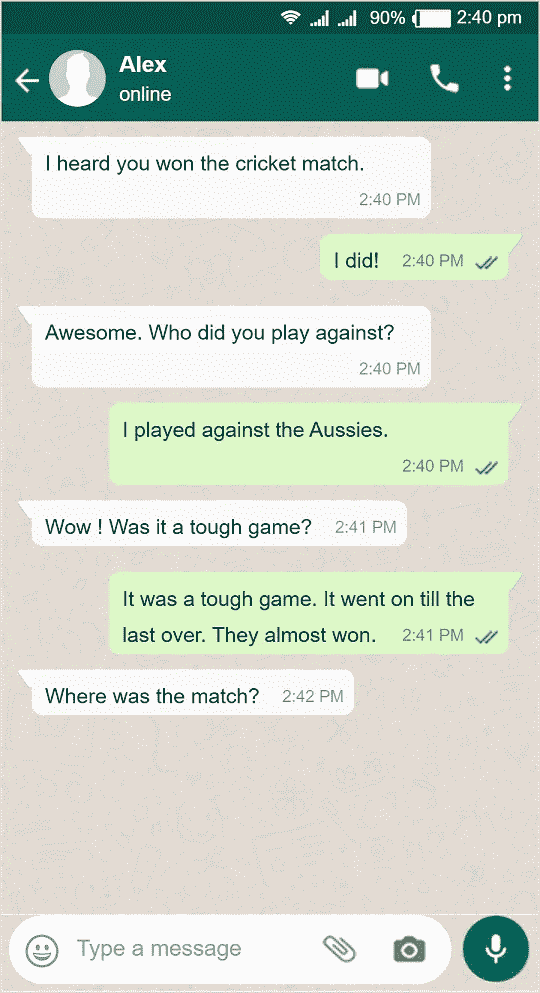 90% 2:40 pm
Alex
online
I heard you won the cricket match.
2:40 PM
I did! 2:40 PM
Awesome. Who did you play against?
2:40 PM
I played against the Aussies.
2:40 PM
Wow ! Was it a tough game? 2:41 PM
It was a tough game. It went on till the
last over. They almost won. 2:41 PM
Where was the match? 2:42 PM
Type a message